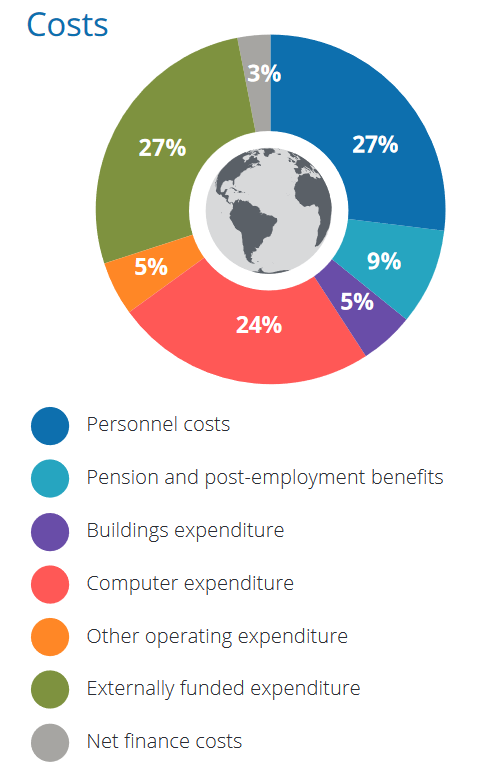 Costs
3%
27%
27%
9%
5%
5%
24%
Personnel costs
Pension and post-employment benefits
Buildings expenditure
Computer expenditure
Other operating expenditure
Externally funded expenditure
Net finance costs